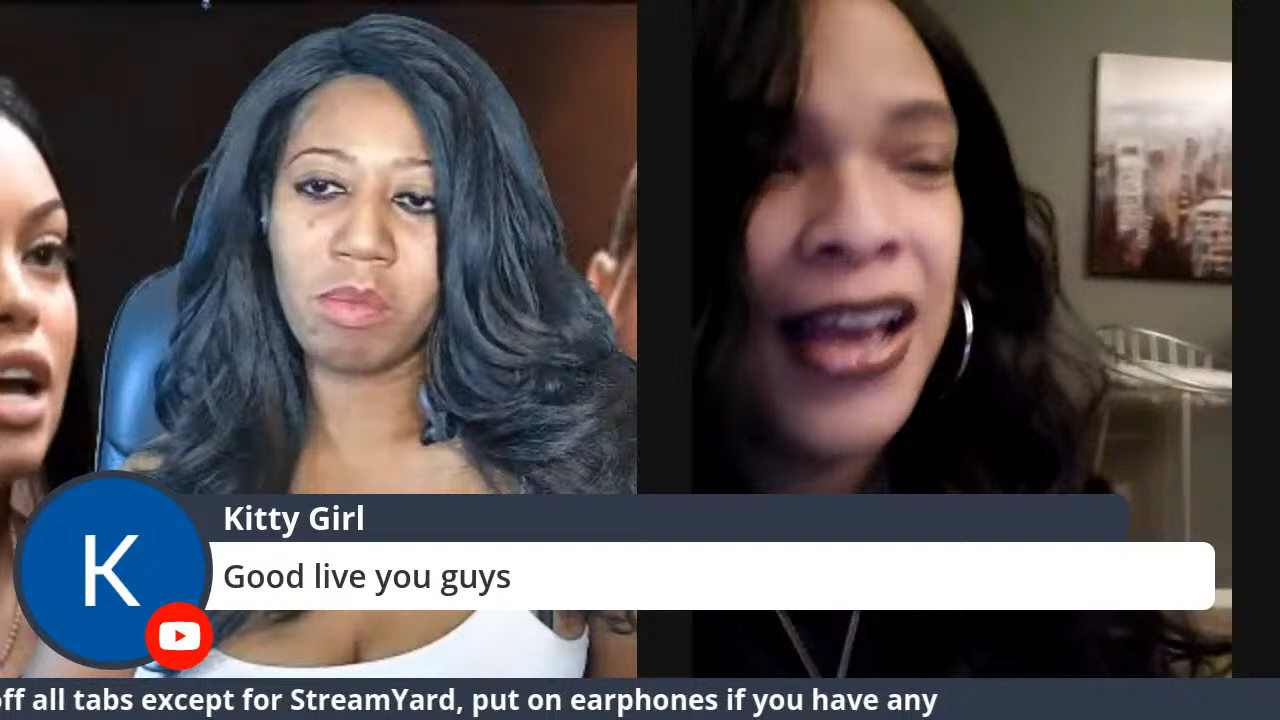 Kitty Girl
K
Good live you guys
off all tabs except for StreamYard, put on earphones if you have any